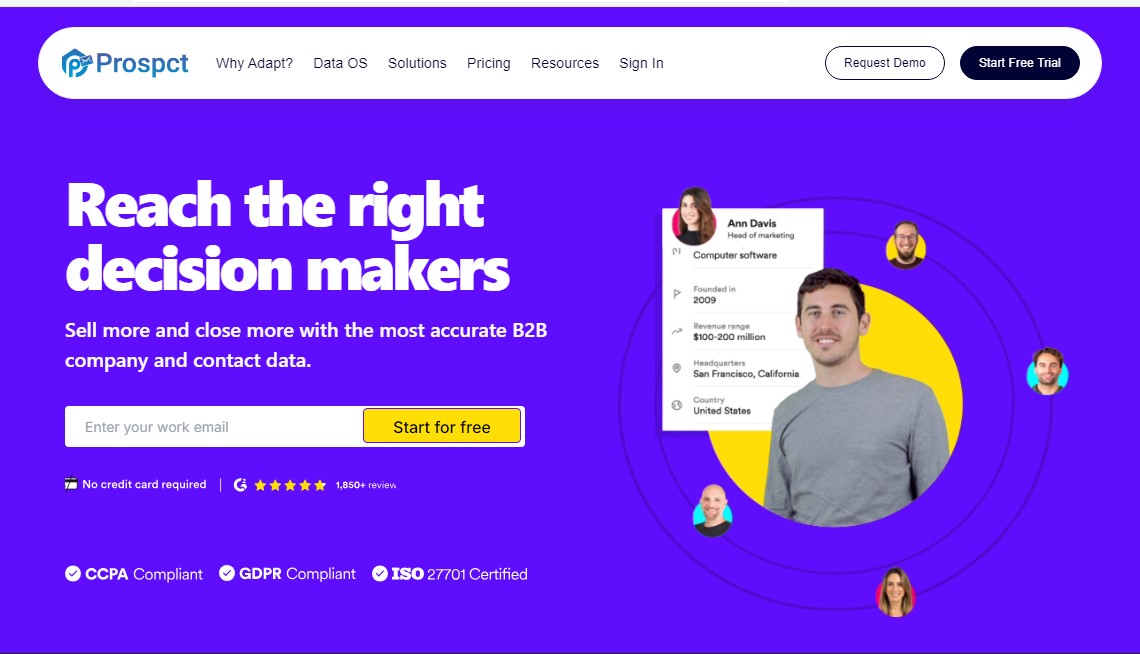 Prospct
Why Adapt? Data OS Solutions Pricing Resources Sign In
Request Demo
Start Free Trial
Reach the right
decision makers
Sell more and close more with the most accurate B2B
company and contact data.
Enter your work email
Start for free
No credit card required | G2 1,850+ review
CCPA Compliant GDPR Compliant ISO 27701 Certified
Ann Davis
Head of marketing
Computer software
Founded in
2009
Revenue range
$100-200 million
Headquarters
San Francisco, California
Country
United States